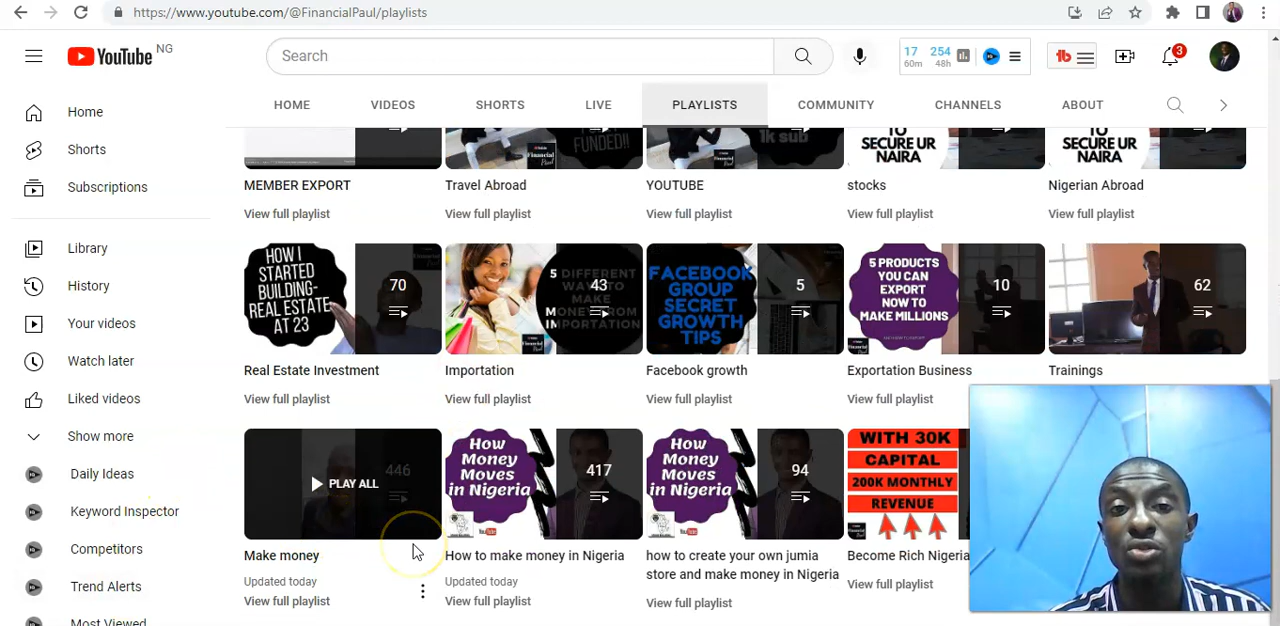 https://www.youtube.com/@FinancialPaul/playlists
YouTube NG
Search
17 254
60m 48h
3
HOME VIDEOS SHORTS LIVE PLAYLISTS COMMUNITY CHANNELS ABOUT
Home
Shorts
Subscriptions
Library
History
Your videos
Watch later
Liked videos
Show more
Daily Ideas
Keyword Inspector
Competitors
Trend Alerts
Most Viewed
FUNDED!!
1k sub
TO
SECURE UR
NAIRA
TO
SECURE UR
NAIRA
MEMBER EXPORT
View full playlist
Travel Abroad
View full playlist
YOUTUBE
View full playlist
stocks
View full playlist
Nigerian Abroad
View full playlist
HOW I
STARTED
BUILDING-
REAL ESTATE
AT 23
70
5 DIFFERENT
WAY TO
MAKE
MONEY FROM
IMPORTATION
43
FACEBOOK
GROUP
SECRET
GROWTH
TIPS
5
5 PRODUCTS
YOU CAN
EXPORT
NOW TO
MAKE MILLIONS
10
62
Real Estate Investment
View full playlist
Importation
View full playlist
Facebook growth
View full playlist
Exportation Business
View full playlist
Trainings
PLAY ALL
446
How
Money
Moves
in Nigeria
417
How
Money
Moves
in Nigeria
94
WITH 30K
CAPITAL
200K MONTHLY
REVENUE
Make money
Updated today
View full playlist
How to make money in Nigeria
Updated today
View full playlist
how to create your own jumia
store and make money in Nigeria
View full playlist
Become Rich Nigeria
View full playlist